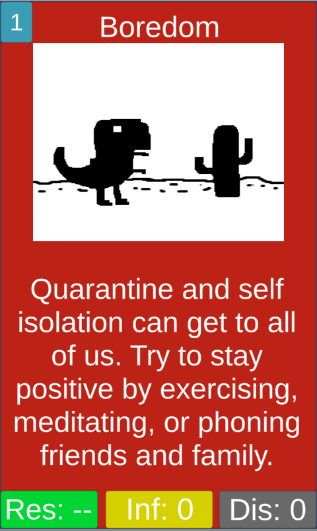 1
Boredom
Quarantine and self
isolation can get to all
of us. Try to stay
positive by exercising,
meditating, or phoning
friends and family.
Res: --
Inf: 0
Dis: 0